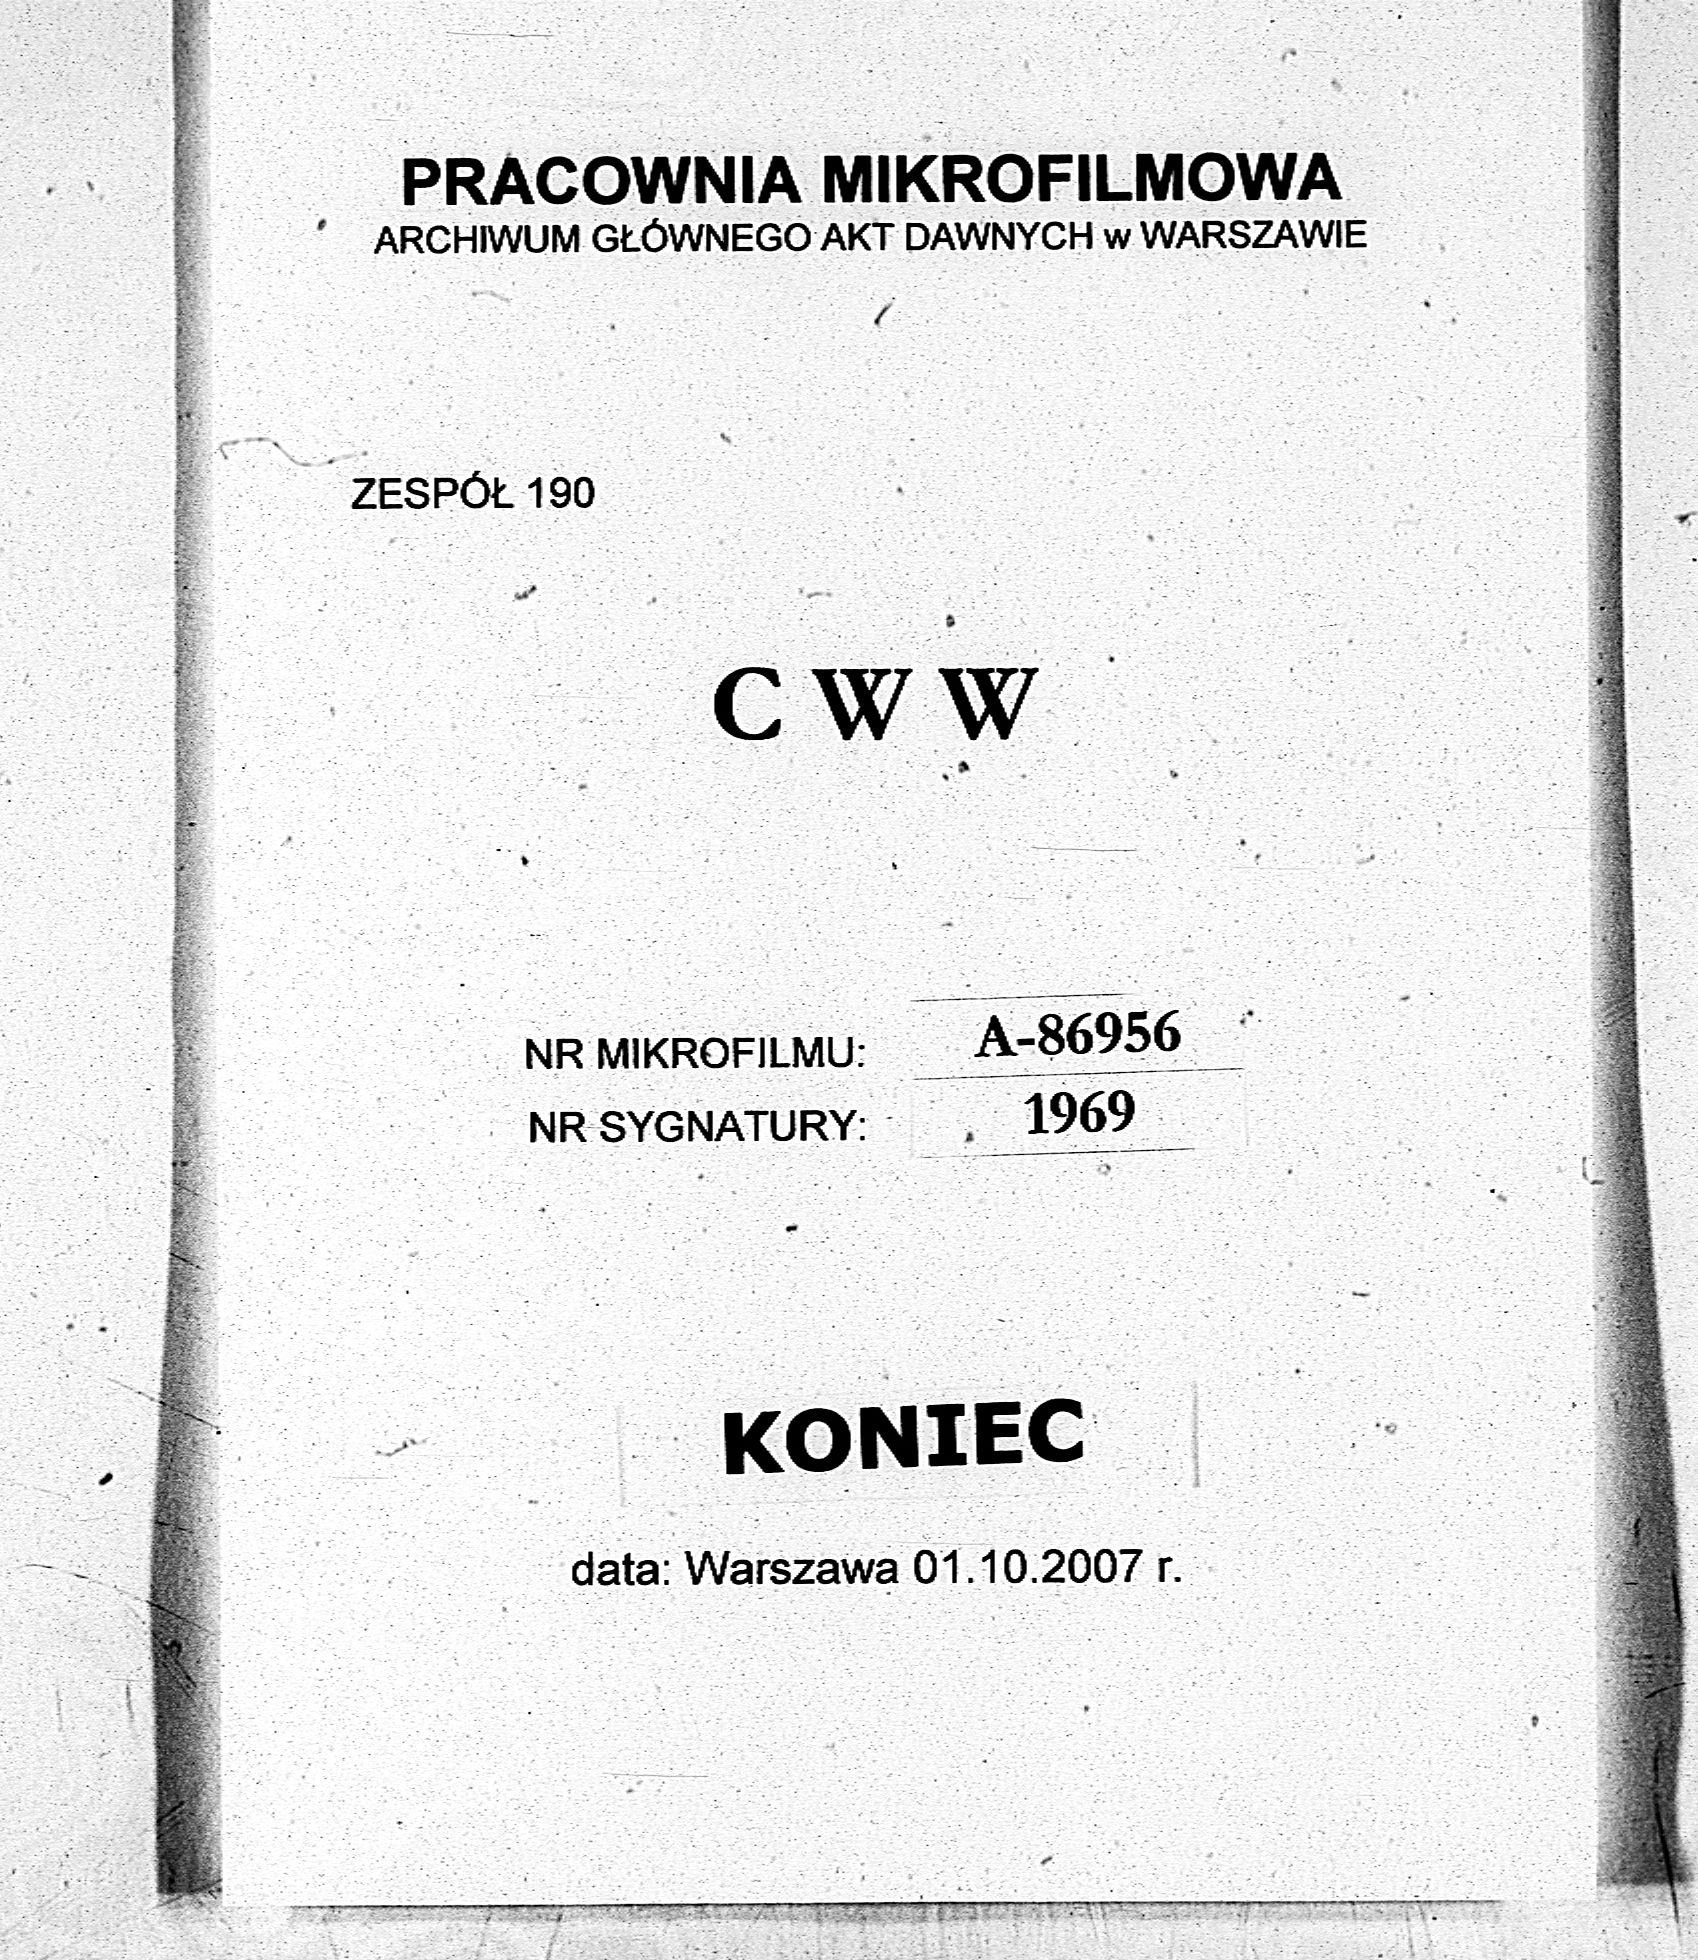 PRACOWNIA MIKROFILMOWA
ARCHIWUM GŁÓWNEGO AKT DAWNYCH w WARSZAWIE
ZESPÓŁ 190
C W W
NR MIKROFILMU: A-86956
NR SYGNATURY: 1969
KONIEC
data: Warszawa 01.10.2007 r.